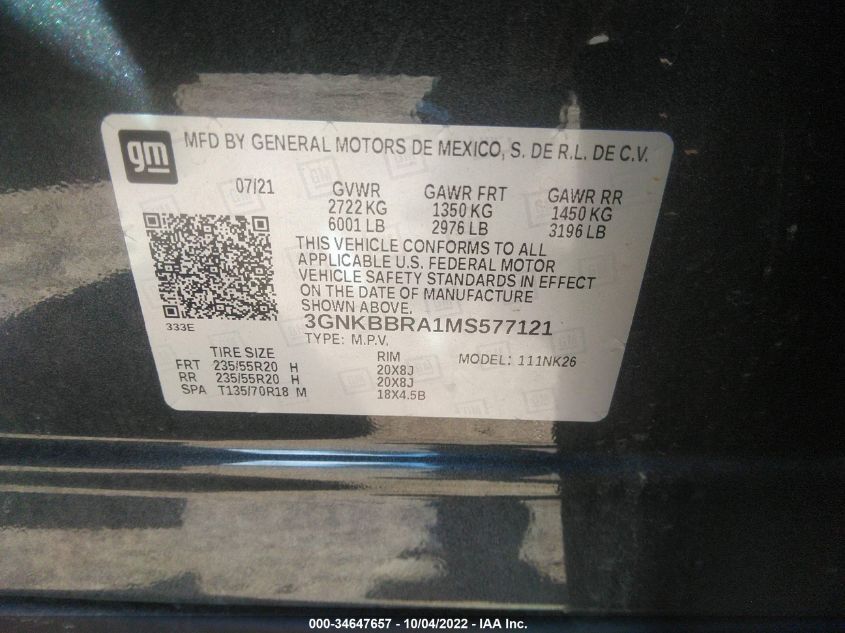 gm
MFD BY GENERAL MOTORS DE MEXICO, S. DE R.L. DE C.V.
07/21 GVWR GAWR FRT GAWR RR
2722 KG 1350 KG 1450 KG
6001 LB 2976 LB 3196 LB
THIS VEHICLE CONFORMS TO ALL
APPLICABLE U.S. FEDERAL MOTOR
VEHICLE SAFETY STANDARDS IN EFFECT
ON THE DATE OF MANUFACTURE
SHOWN ABOVE.
333E
3GNKBBRA1MS577121
TYPE: M.P.V.
TIRE SIZE RIM MODEL: 111NK26
FRT 235/55R20 H 20X8J
RR 235/55R20 H 20X8J
SPA T135/70R18 M 18X4.5B
000-34647657 - 10/04/2022 - IAA Inc.